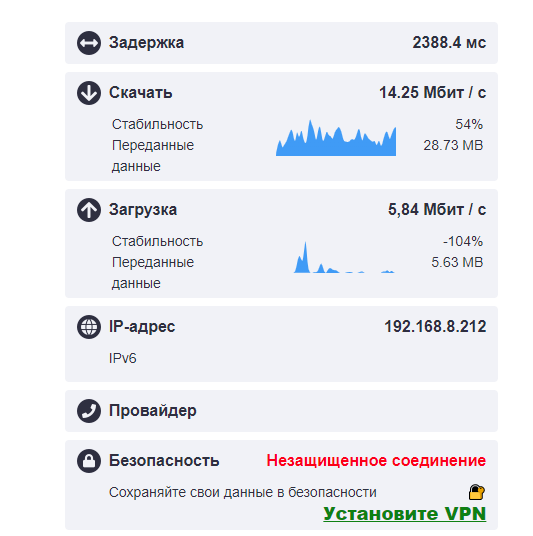 Задержка 2388.4 мс
Скачать 14.25 Мбит / с
Стабильность 54%
Переданные 28.73 MB
данные
Загрузка 5,84 Мбит / с
Стабильность -104%
Переданные 5.63 MB
данные
IP-адрес 192.168.8.212
IPv6
Провайдер
Безопасность Незащищенное соединение
Сохраняйте свои данные в безопасности
Установите VPN